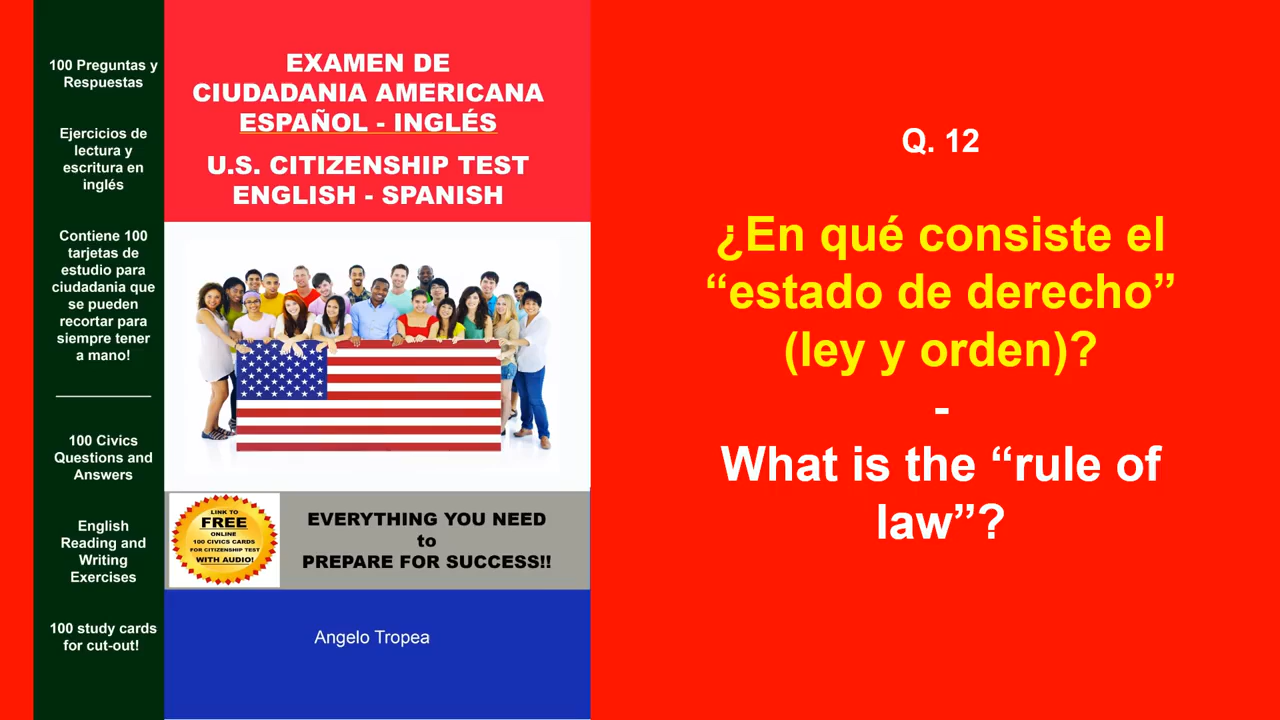 100 Preguntas y
Respuestas
Ejercicios de
lectura y
escritura en
inglés
Contiene 100
tarjetas de
estudio para
ciudadania que
se pueden
recortar para
siempre tener
a mano!
100 Civics
Questions and
Answers
English
Reading and
Writing
Exercises
100 study cards
for cut-out!
EXAMEN DE
CIUDADANIA AMERICANA
ESPAÑOL - INGLÉS
U.S. CITIZENSHIP TEST
ENGLISH - SPANISH
LINK TO
FREE
ONLINE
100 CIVICS CARDS
FOR CITIZENSHIP TEST
WITH AUDIO!
EVERYTHING YOU NEED
to
PREPARE FOR SUCCESS!!
Angelo Tropea
Q. 12
¿En qué consiste el
“estado de derecho”
(ley y orden)?
-
What is the “rule of
law”?